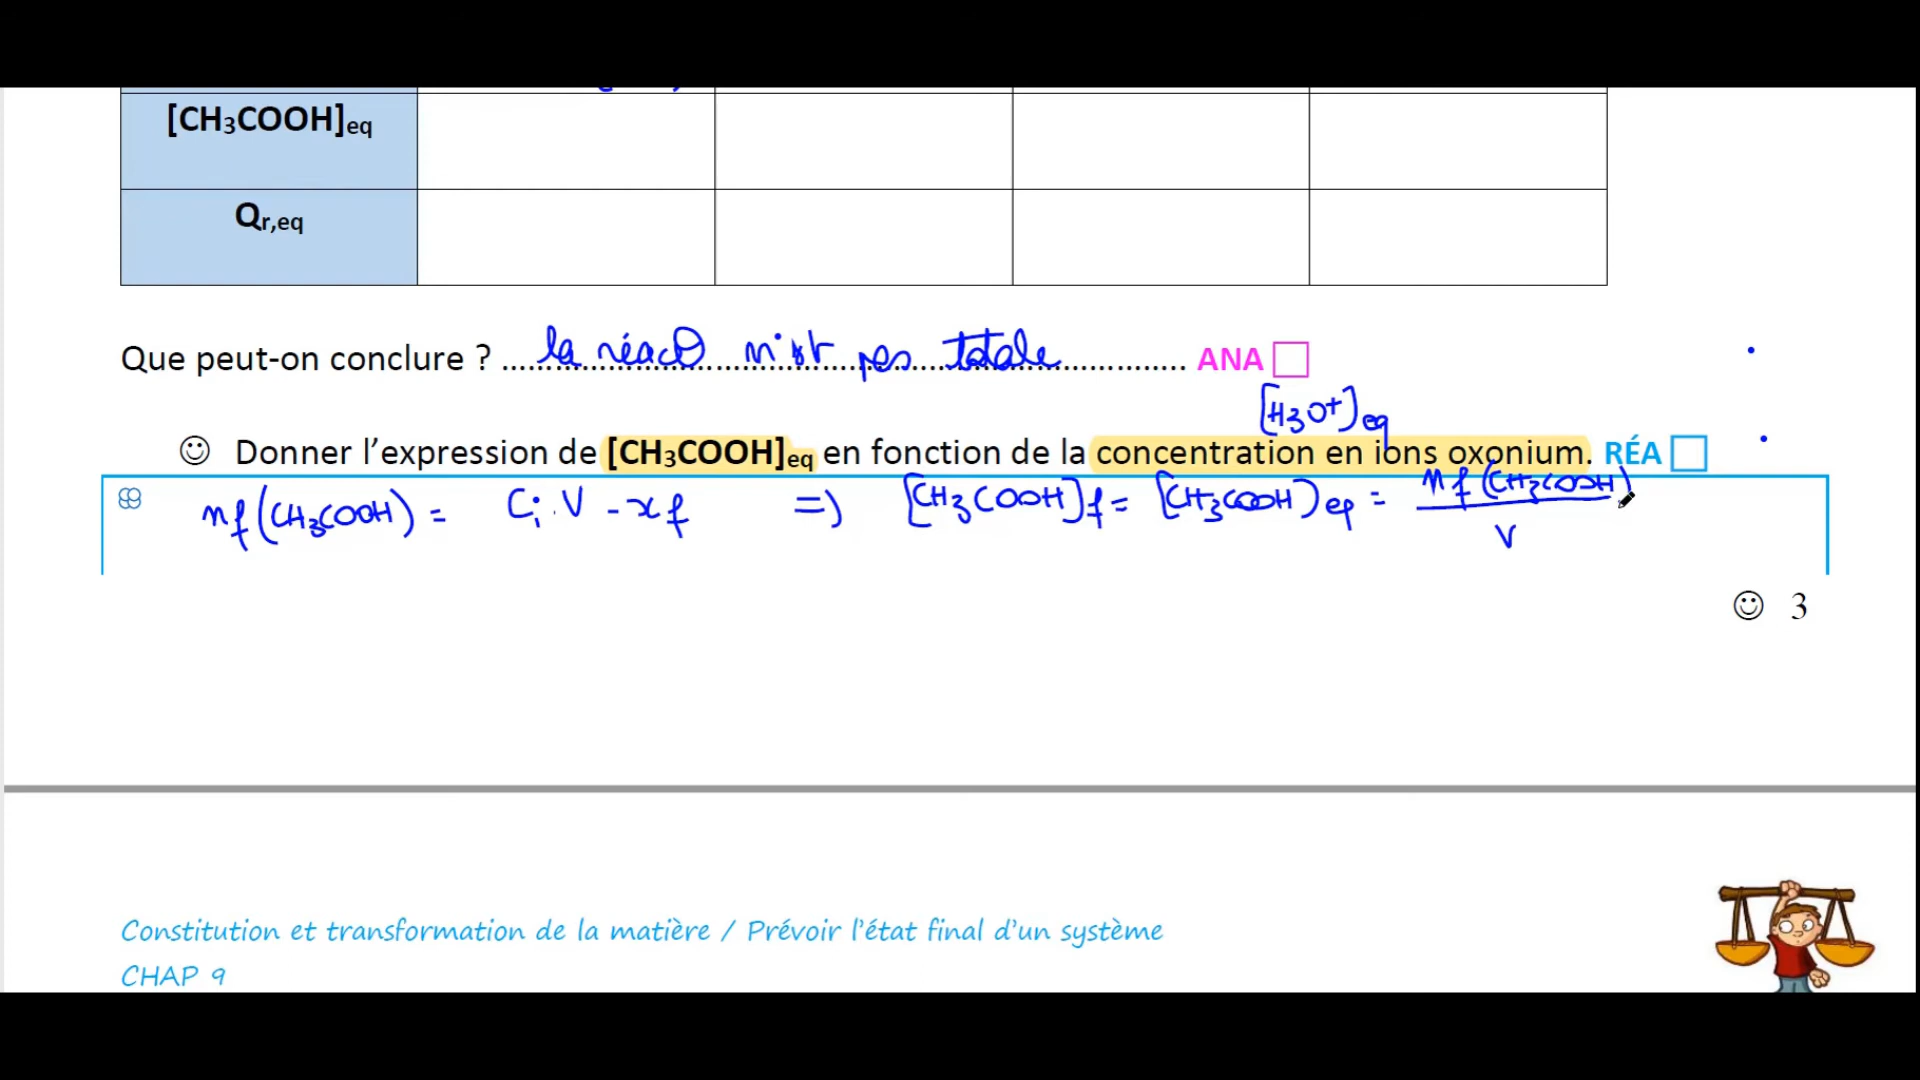 [CH₃COOH]eq
Qr,eq
Que peut-on conclure ? ........ la réact° n'est pas totale ........ ANA
[H3O+]eq
Donner l’expression de [CH₃COOH]eq en fonction de la concentration en ions oxonium. RÉA
nf(CH3COOH) = Ci.V - xf => [CH3COOH]f = [CH3COOH)eq = nf(CH3COOH)
V
3
Constitution et transformation de la matière / Prévoir l’état final d’un système
CHAP 9